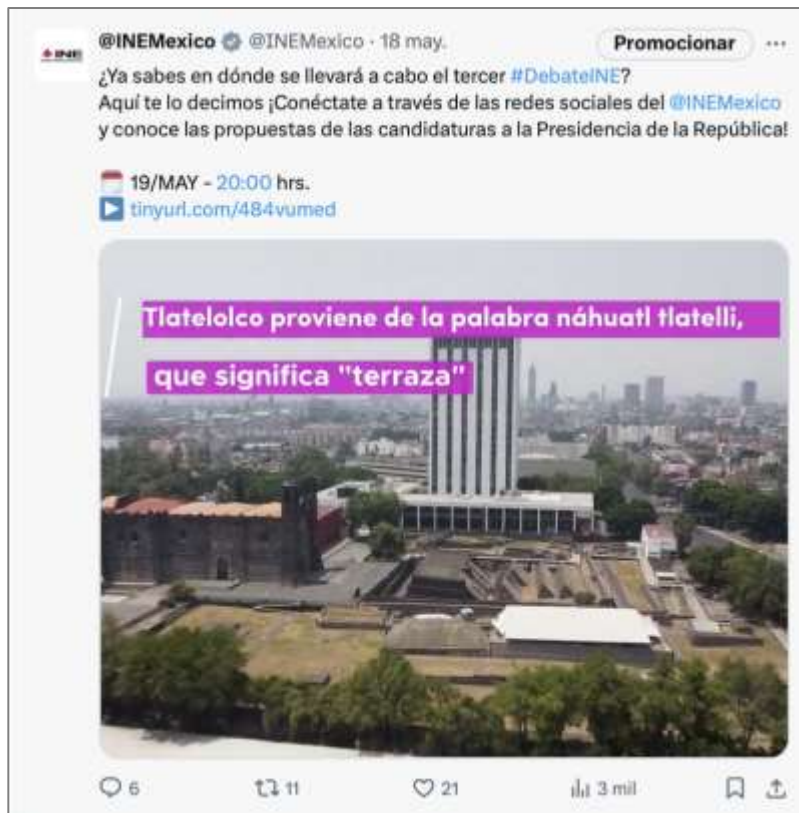 INE
@INEMexico @INEMexico · 18 may.
Promocionar
¿Ya sabes en dónde se llevará a cabo el tercer #DebateINE?
Aquí te lo decimos ¡Conéctate a través de las redes sociales del @INEMexico
y conoce las propuestas de las candidaturas a la Presidencia de la República!
19/MAY - 20:00 hrs.
tinyurl.com/484vumed
Tlatelolco proviene de la palabra náhuatl tlatelli,
que significa "terraza"
6 11 21 3 mil